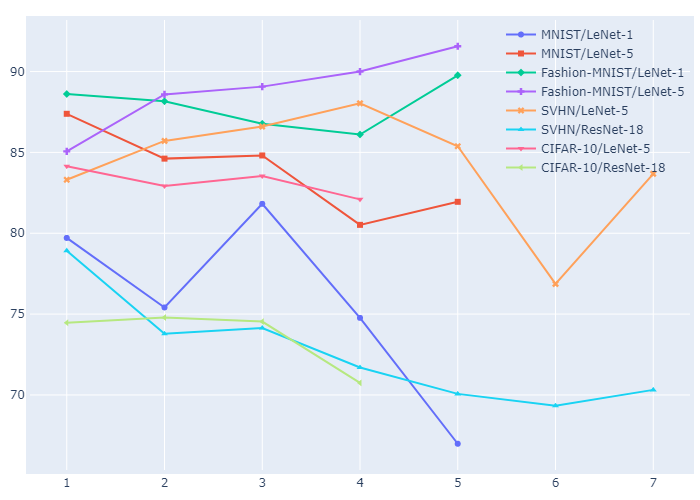 MNIST/LeNet-1
MNIST/LeNet-5
Fashion-MNIST/LeNet-1
Fashion-MNIST/LeNet-5
SVHN/LeNet-5
SVHN/ResNet-18
CIFAR-10/LeNet-5
CIFAR-10/ResNet-18
90
85
80
75
70
1 2 3 4 5 6 7